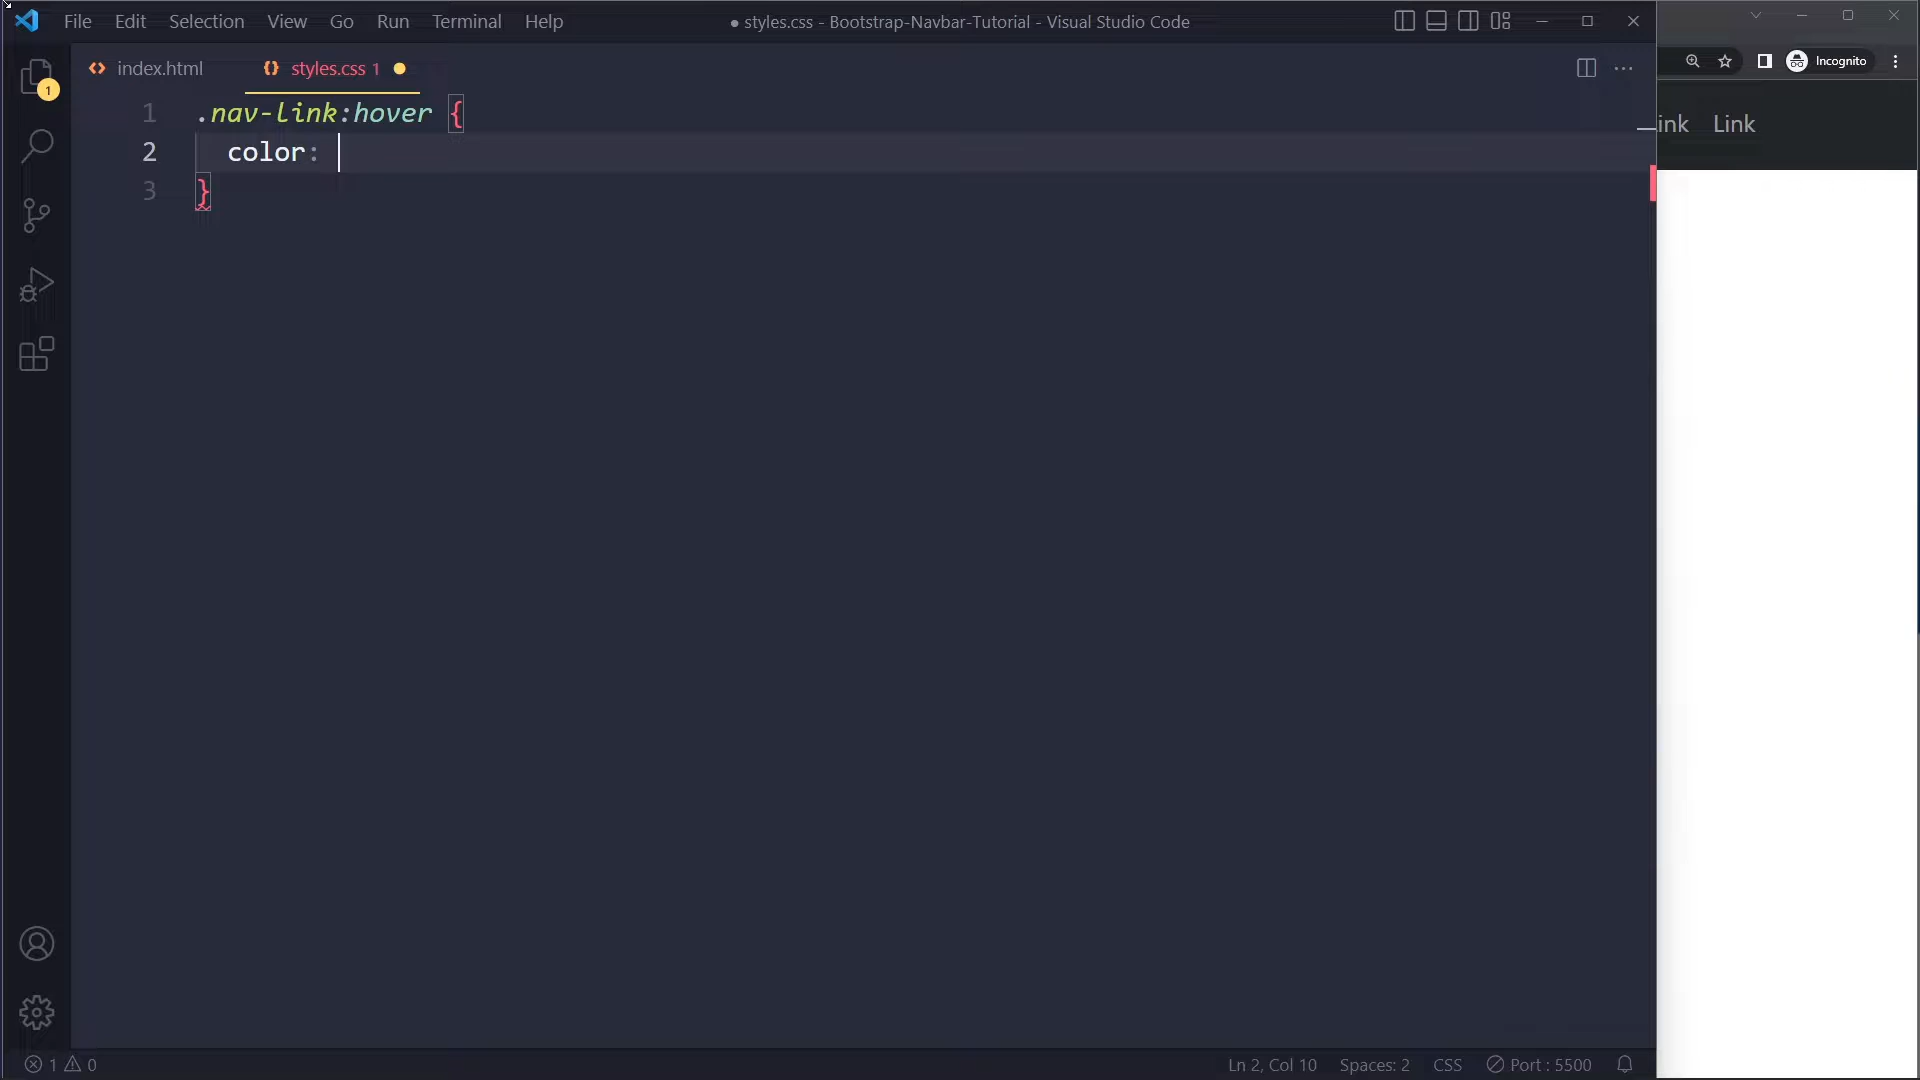 File Edit Selection View Go Run Terminal Help
● styles.css - Bootstrap-Navbar-Tutorial - Visual Studio Code
index.html
styles.css 1
1
1 .nav-link:hover {
2 color:
3 }
1 0
Ln 2, Col 10 Spaces: 2 CSS Port : 5500
Incognito
ink Link